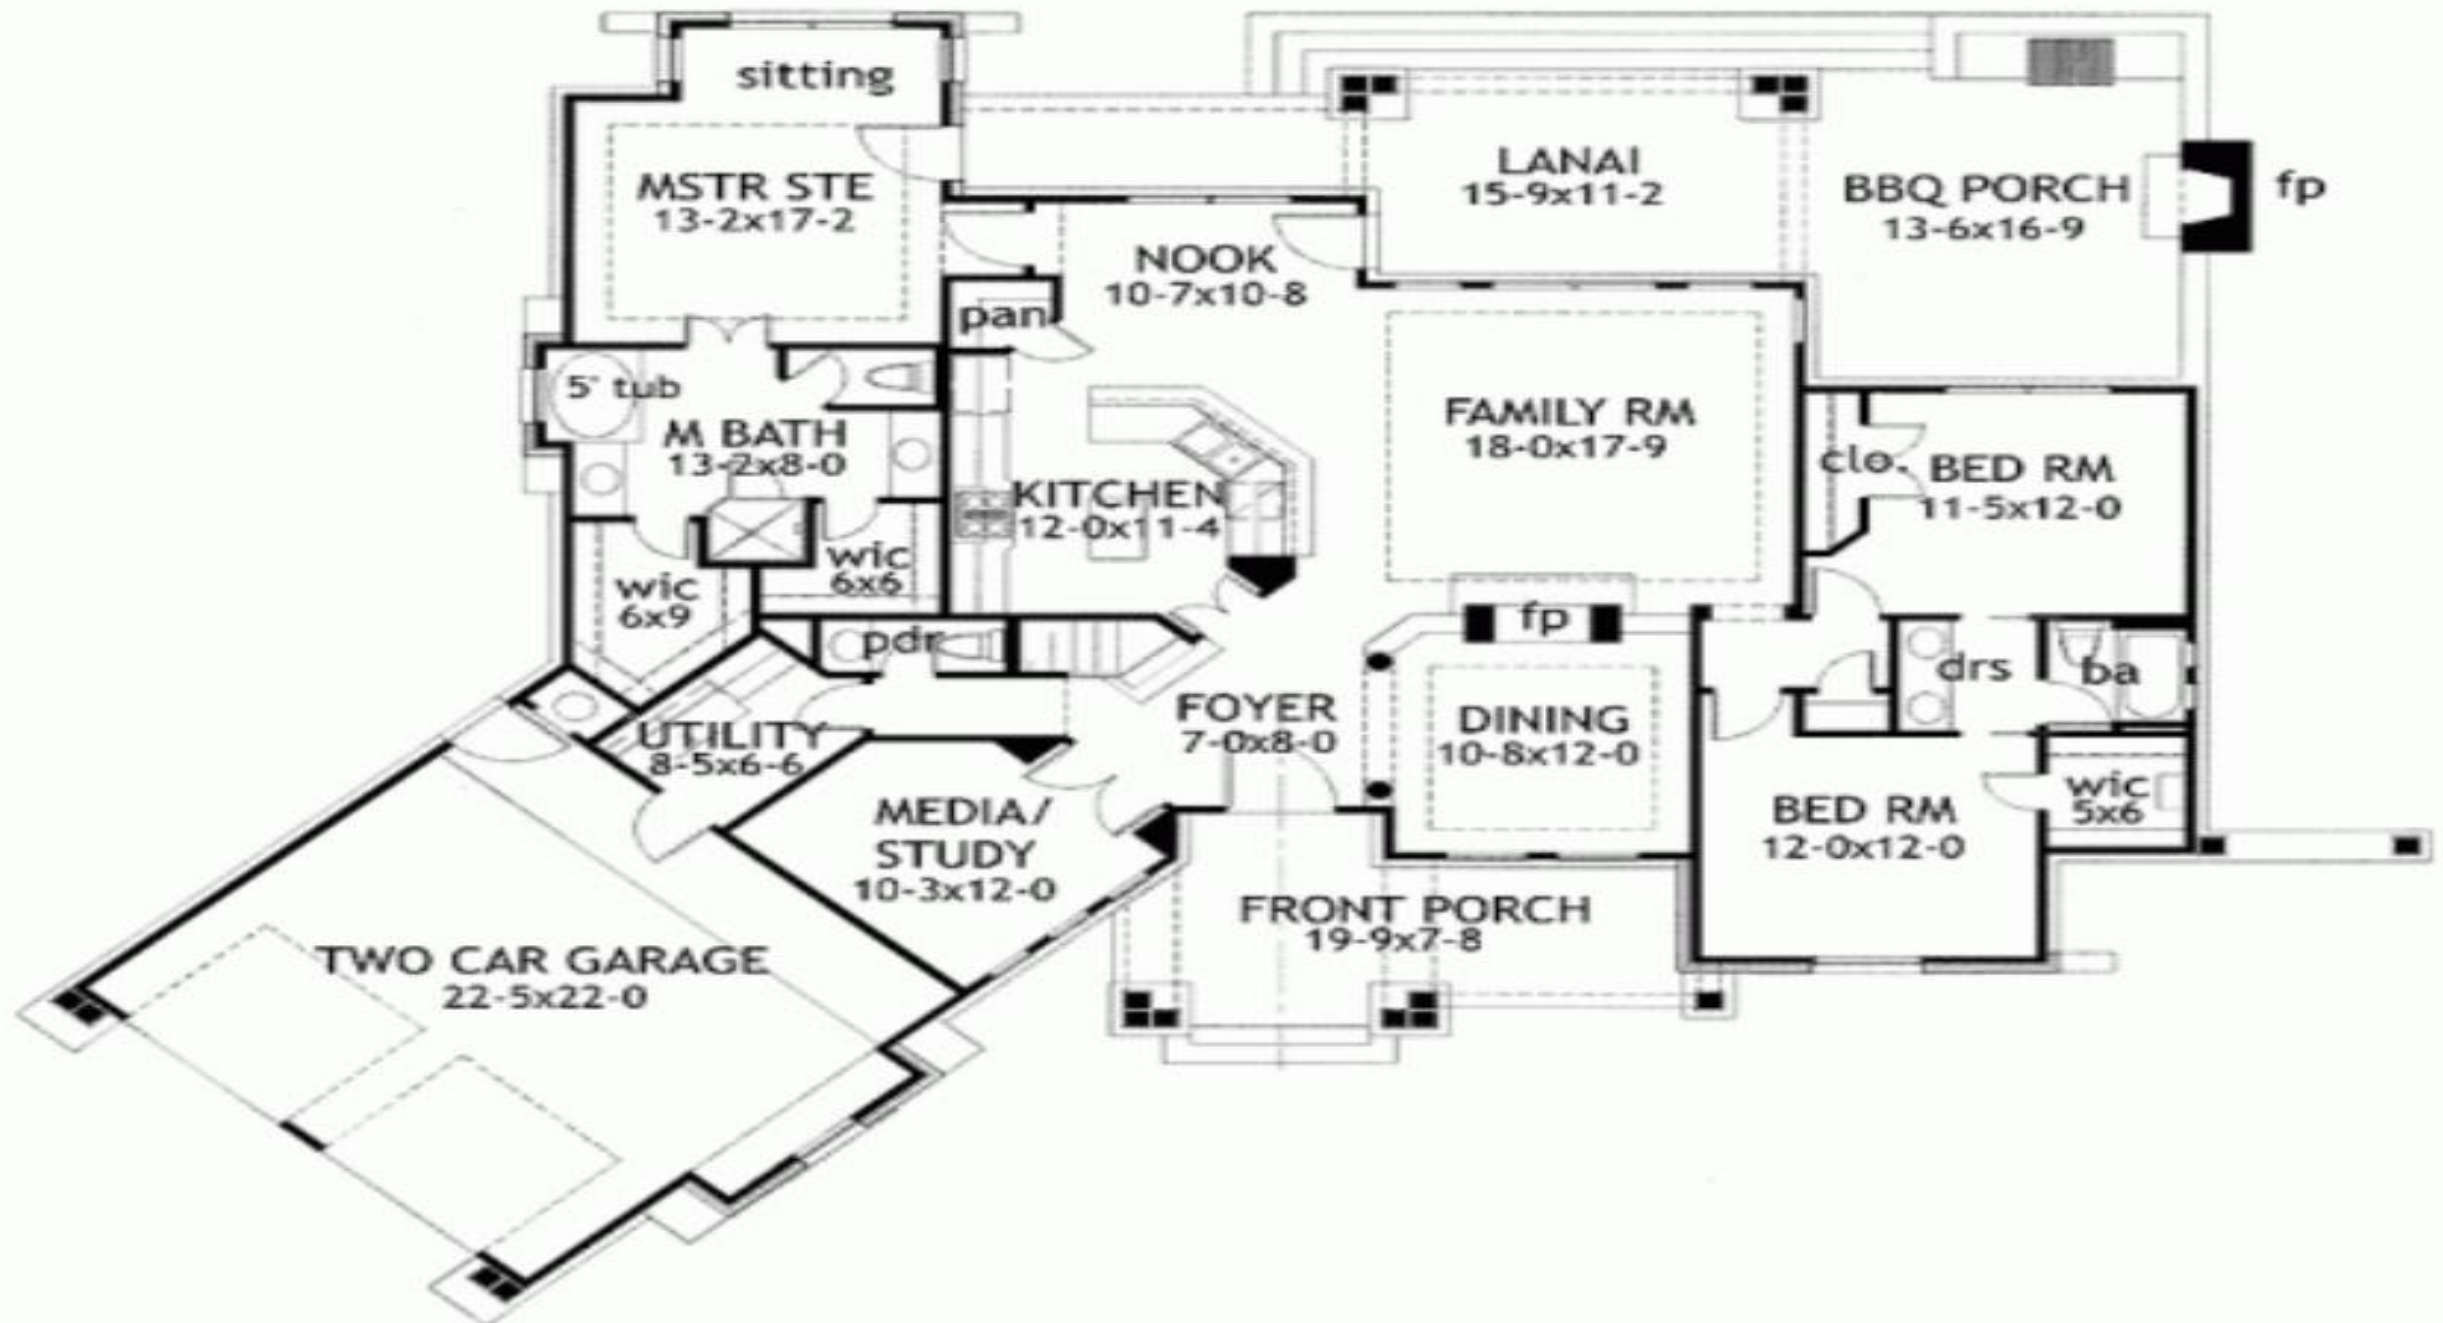 sitting
MSTR STE
13-2x17-2
LANAI
15-9x11-2
BBQ PORCH
13-6x16-9
fp
NOOK
10-7x10-8
pan
5' tub
M BATH
13-2x8-0
FAMILY RM
18-0x17-9
clo.
BED RM
11-5x12-0
KITCHEN
12-0x11-4
wic
6x6
wic
6x9
fp
pdr
drs
ba
UTILITY
8-5x6-6
FOYER
7-0x8-0
DINING
10-8x12-0
wic
5x6
MEDIA/
STUDY
10-3x12-0
BED RM
12-0x12-0
FRONT PORCH
19-9x7-8
TWO CAR GARAGE
22-5x22-0